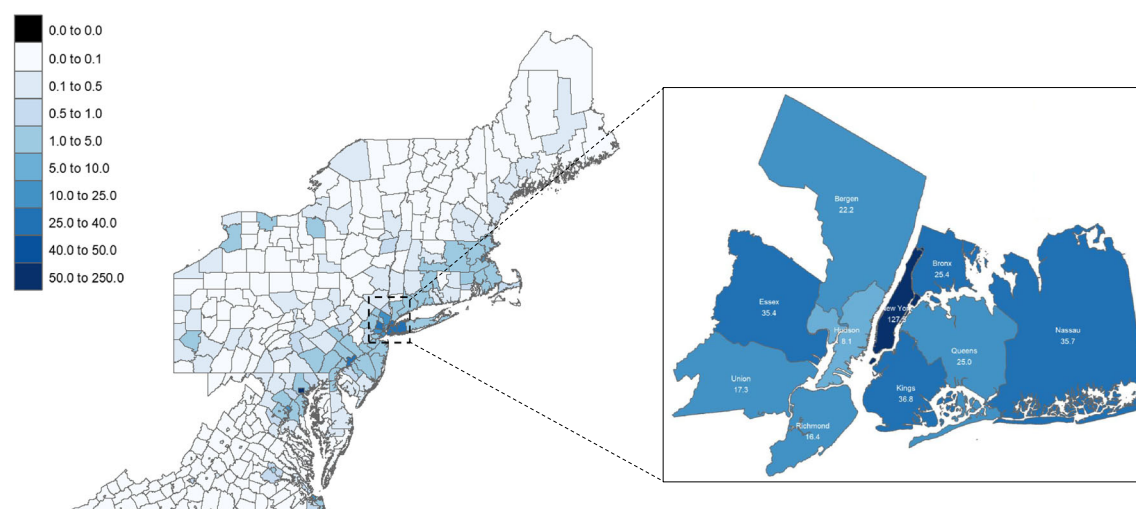 0.0 to 0.0
0.0 to 0.1
0.1 to 0.5
0.5 to 1.0
1.0 to 5.0
5.0 to 10.0
10.0 to 25.0
25.0 to 40.0
40.0 to 50.0
50.0 to 250.0
Bergen
22.2
Bronx
25.4
Essex
35.4
New York
Hudson
8.1
Nassau
35.7
Queens
25.0
Union
17.3
Kings
36.8
Richmond
16.4